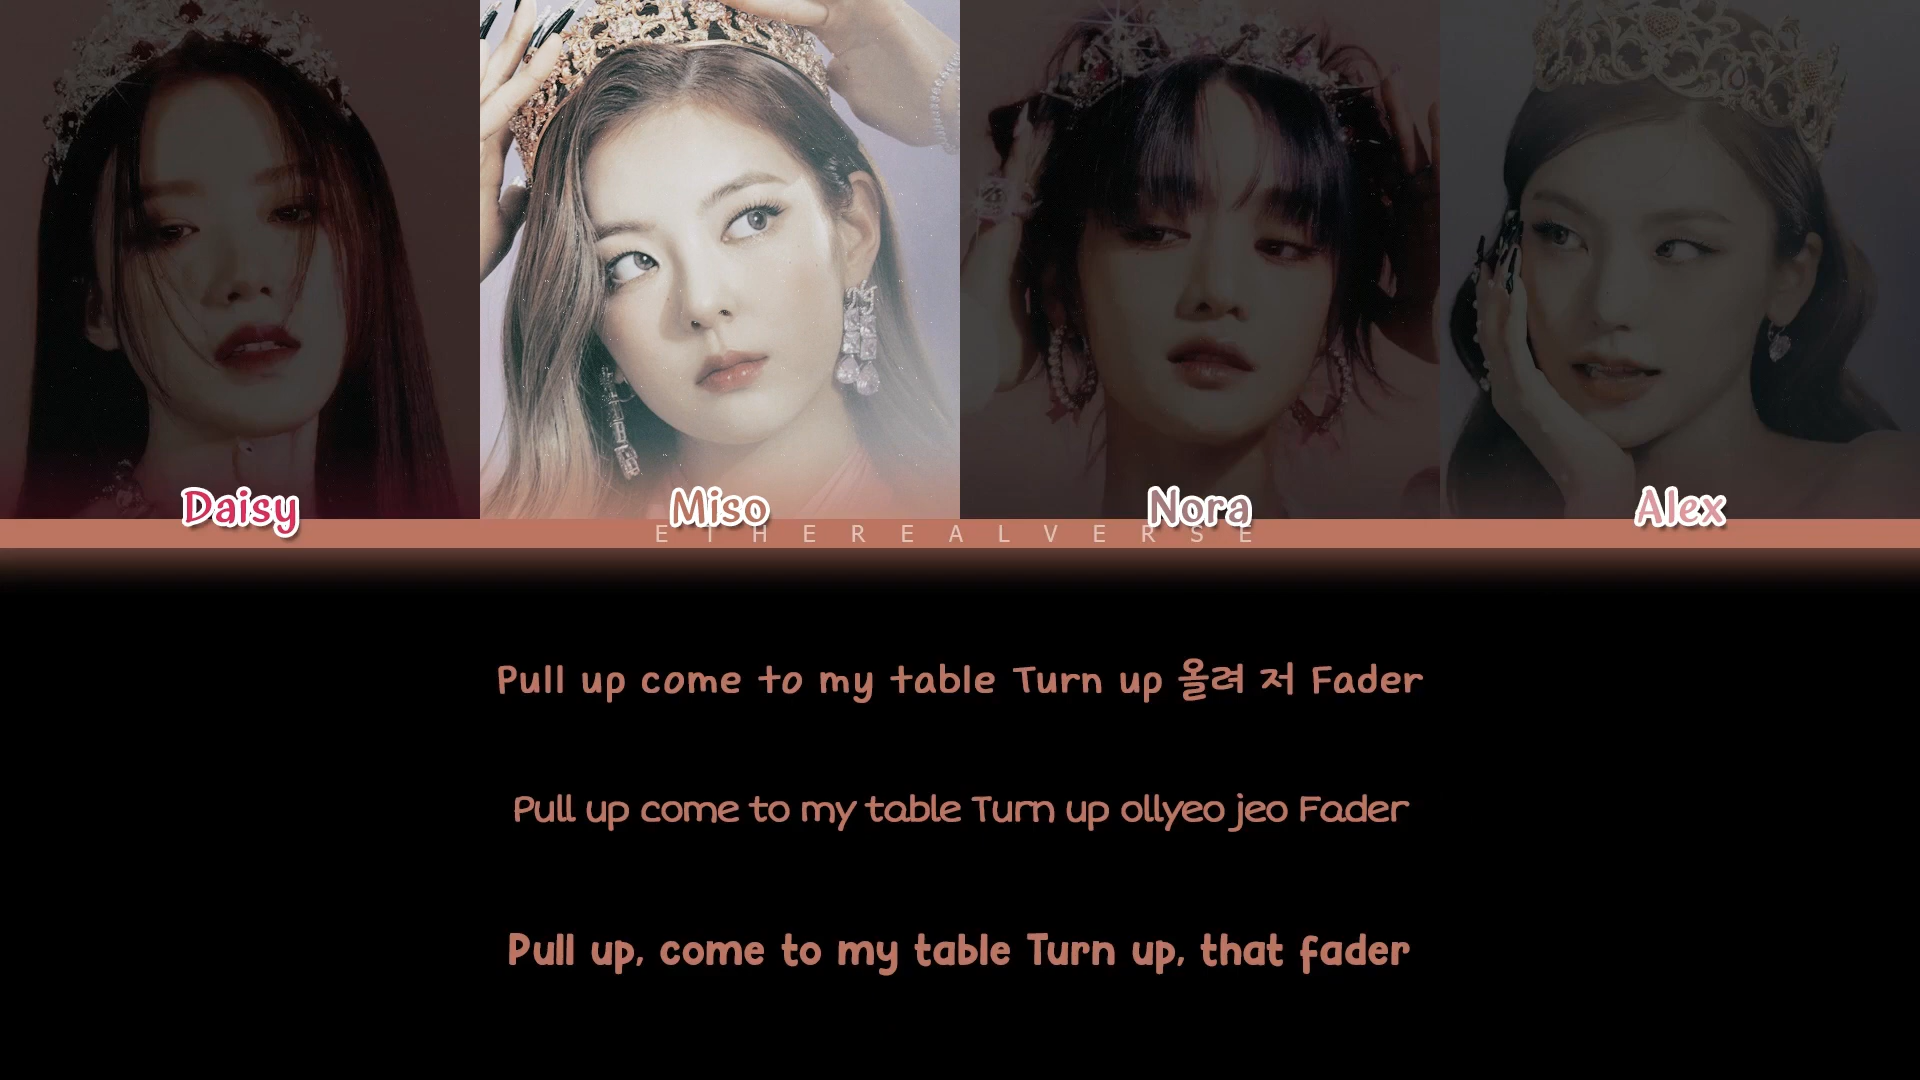 Daisy
Miso
Nora
Alex
ETHEREALVERSE
Pull up come to my table Turn up 올려 저 Fader
Pull up come to my table Turn up ollyeo jeo Fader
Pull up, come to my table Turn up, that fader